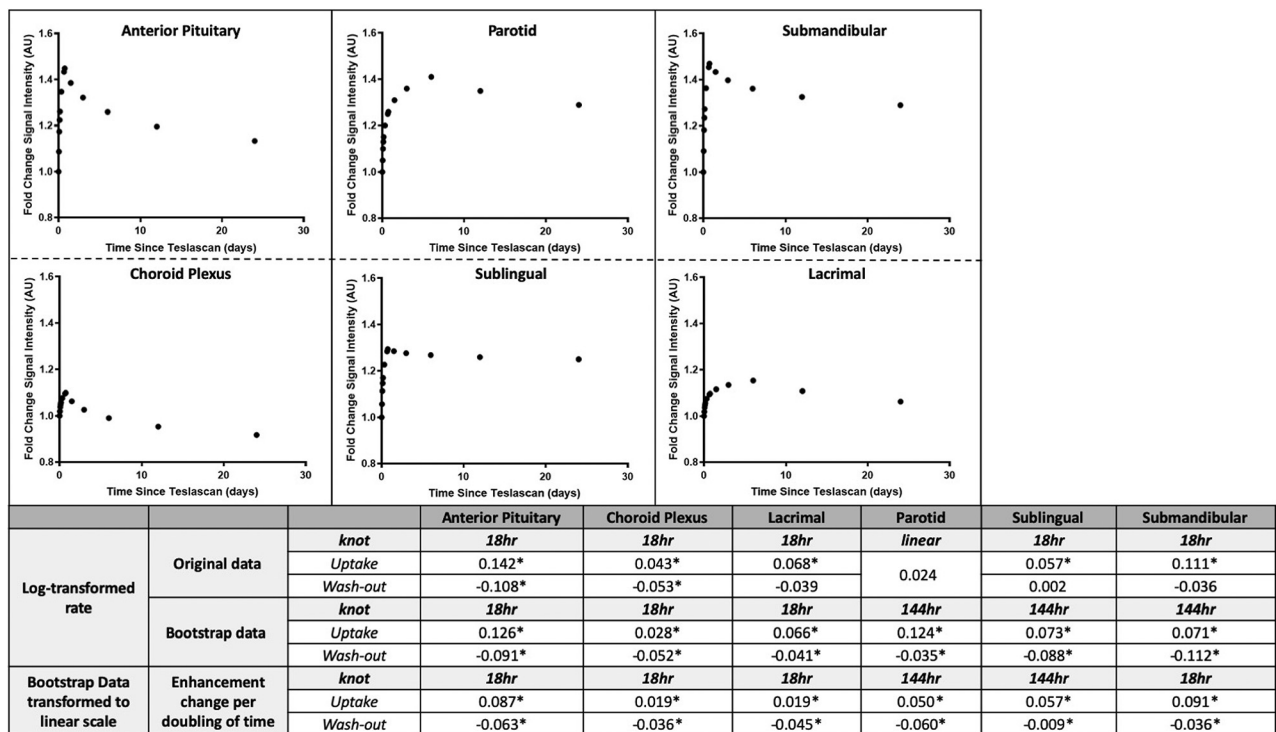 Anterior Pituitary
Fold Change Signal Intensity (AU)
1.6
1.4
1.2
1.0
0.8
0 10 20 30
Time Since Teslascan (days)
Parotid
Fold Change Signal Intensity (AU)
1.6
1.4
1.2
1.0
0.8
0 10 20 30
Time Since Teslascan (days)
Submandibular
Fold Change Signal Intensity (AU)
1.6
1.4
1.2
1.0
0.8
0 10 20 30
Time Since Teslascan (days)
Choroid Plexus
Fold Change Signal Intensity (AU)
1.6
1.4
1.2
1.0
0.8
0 10 20 30
Time Since Teslascan (days)
Sublingual
Fold Change Signal Intensity (AU)
1.6
1.4
1.2
1.0
0.8
0 10 20 30
Time Since Teslascan (days)
Lacrimal
Fold Change Signal Intensity (AU)
1.6
1.4
1.2
1.0
0.8
0 10 20 30
Time Since Teslascan (days)
Anterior Pituitary Choroid Plexus Lacrimal Parotid Sublingual Submandibular
Log-transformed
rate
Original data
knot 18hr 18hr 18hr linear 18hr 18hr
Uptake 0.142* 0.043* 0.068* 0.024 0.057* 0.111*
Wash-out -0.108* -0.053* -0.039 0.002 -0.036
Bootstrap data
knot 18hr 18hr 18hr 144hr 144hr 144hr
Uptake 0.126* 0.028* 0.066* 0.124* 0.073* 0.071*
Wash-out -0.091* -0.052* -0.041* -0.035* -0.088* -0.112*
Bootstrap Data
transformed to
linear scale
Enhancement
change per
doubling of time
knot 18hr 18hr 18hr 144hr 144hr 18hr
Uptake 0.087* 0.019* 0.019* 0.050* 0.057* 0.091*
Wash-out -0.063* -0.036* -0.045* -0.060* -0.009* -0.036*